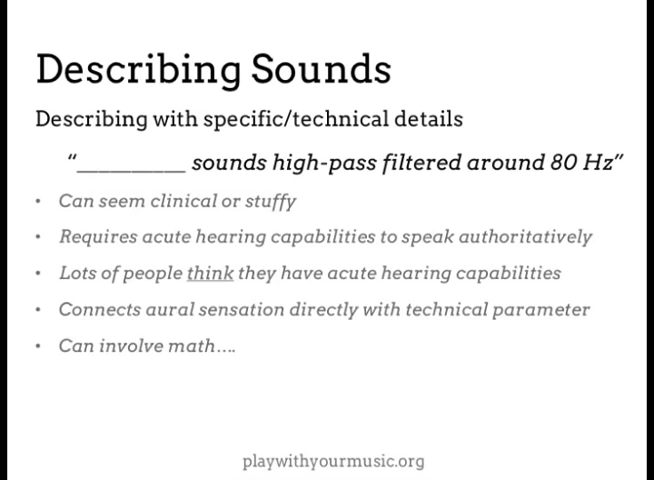 Describing Sounds
Describing with specific/technical details
“__________ sounds high-pass filtered around 80 Hz”
• Can seem clinical or stuffy
• Requires acute hearing capabilities to speak authoritatively
• Lots of people think they have acute hearing capabilities
• Connects aural sensation directly with technical parameter
• Can involve math....
playwithyourmusic.org